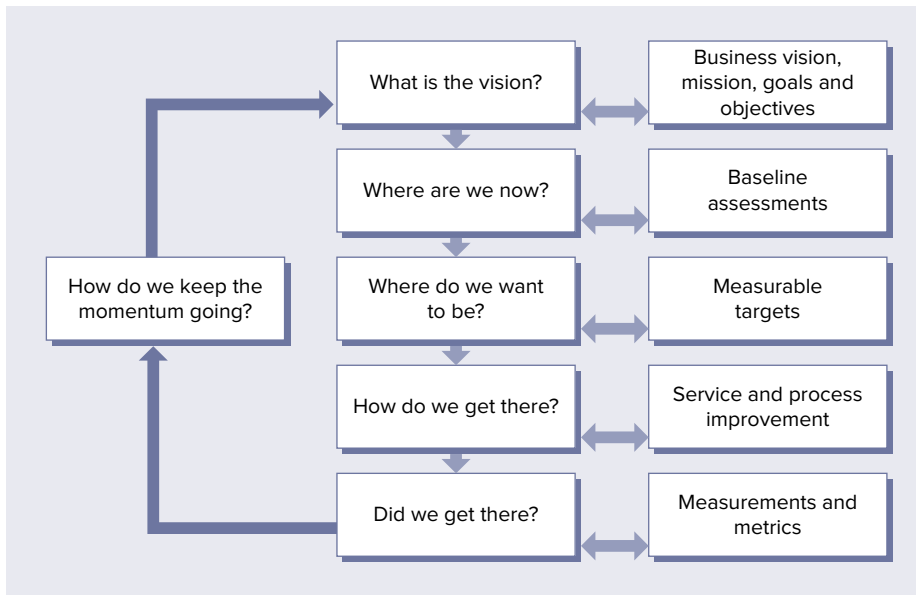 What is the vision?
Business vision,
mission, goals and
objectives
Where are we now?
Baseline
assessments
How do we keep the
momentum going?
Where do we want
to be?
Measurable
targets
How do we get there?
Service and process
improvement
Did we get there?
Measurements and
metrics